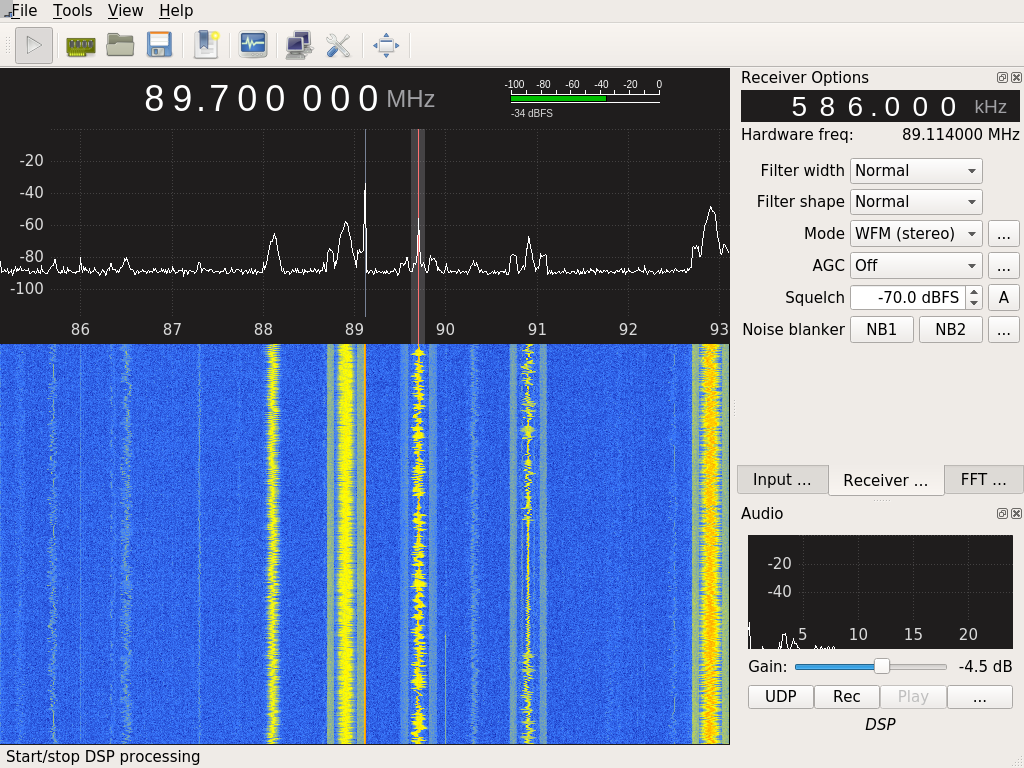 File Tools View Help
89.700 000 MHz
-100 -80 -60 -40 -20 0
-34 dBFS
-20
-40
-60
-80
-100
86 87 88 89 90 91 92 93
Receiver Options
586.000 kHz
Hardware freq: 89.114000 MHz
Filter width Normal
Filter shape Normal
Mode WFM (stereo) ...
AGC Off ...
Squelch -70.0 dBFS A
Noise blanker NB1 NB2 ...
Input ... Receiver ... FFT ...
Audio
-20
-40
5 10 15 20
Gain: -4.5 dB
UDP Rec Play ...
DSP
Start/stop DSP processing